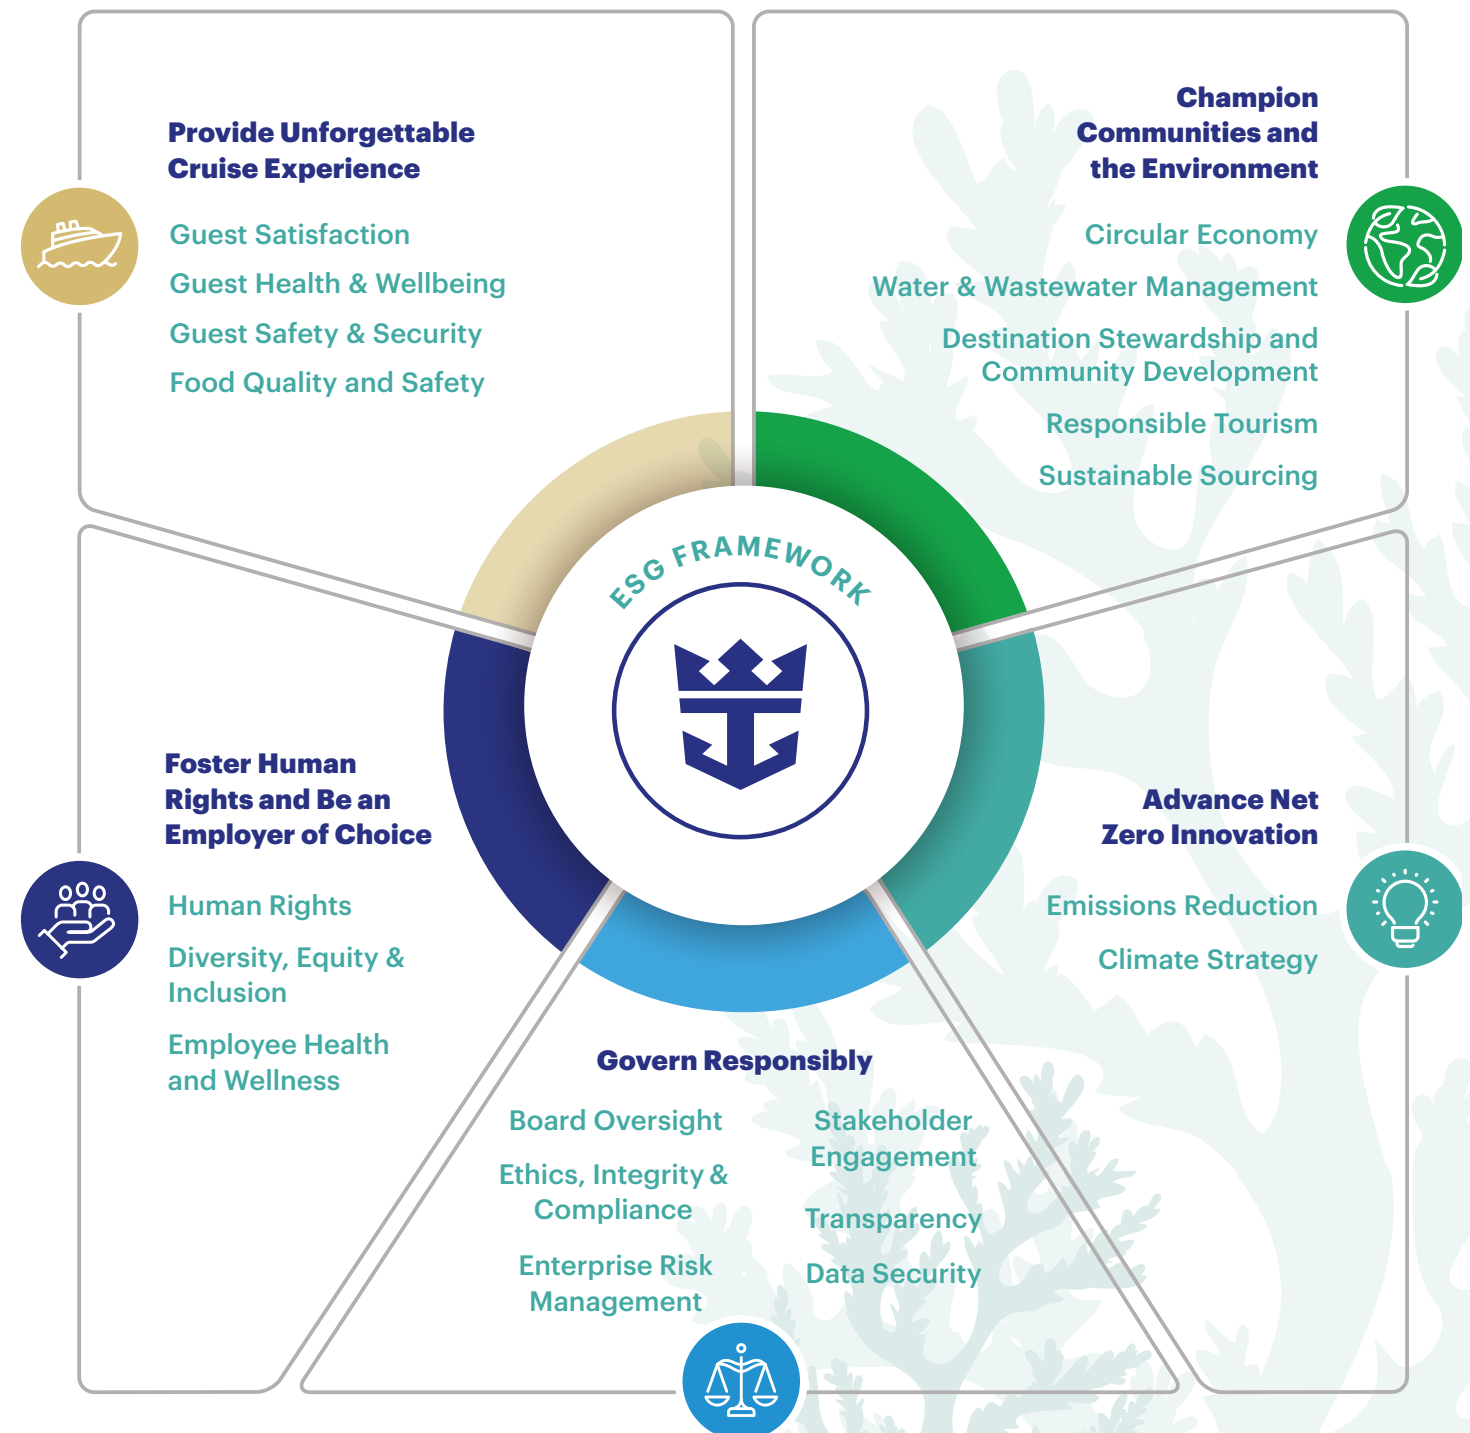 Provide Unforgettable
Cruise Experience
Guest Satisfaction
Guest Health & Wellbeing
Guest Safety & Security
Food Quality and Safety
Champion
Communities and
the Environment
Circular Economy
Water & Wastewater Management
Destination Stewardship and
Community Development
Responsible Tourism
Sustainable Sourcing
ESG FRAMEWORK
Foster Human
Rights and Be an
Employer of Choice
Human Rights
Diversity, Equity &
Inclusion
Employee Health
and Wellness
Advance Net
Zero Innovation
Emissions Reduction
Climate Strategy
Govern Responsibly
Board Oversight
Ethics, Integrity &
Compliance
Enterprise Risk
Management
Stakeholder
Engagement
Transparency
Data Security